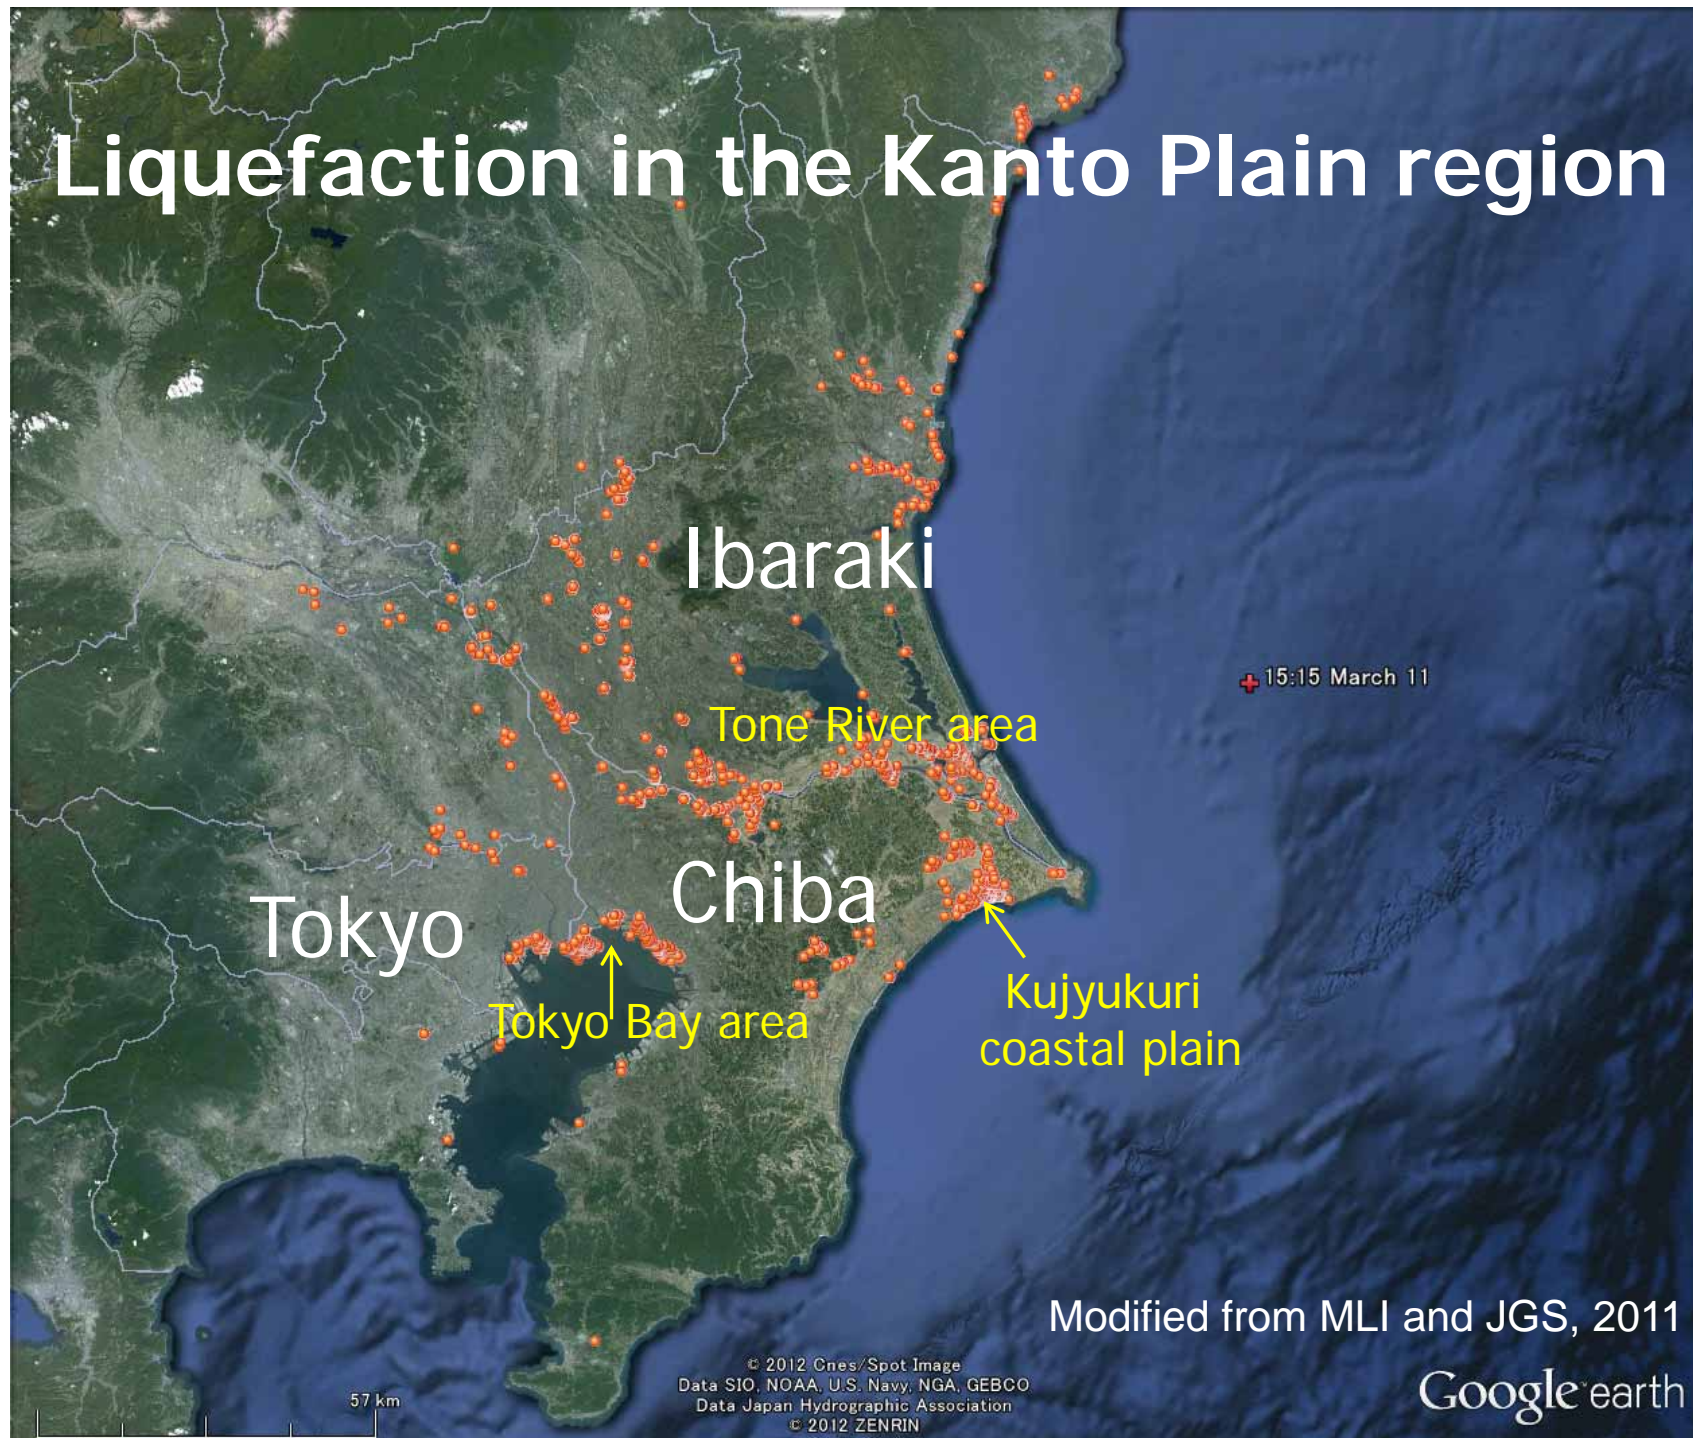 Liquefaction in the Kanto Plain region
Ibaraki
15:15 March 11
Tone River area
Chiba
Tokyo
Kujyukuri
coastal plain
Tokyo Bay area
Modified from MLI and JGS, 2011
© 2012 Cnes/Spot Image
Data SIO, NOAA, U.S. Navy, NGA, GEBCO
Data Japan Hydrographic Association
© 2012 ZENRIN
57 km
Google earth